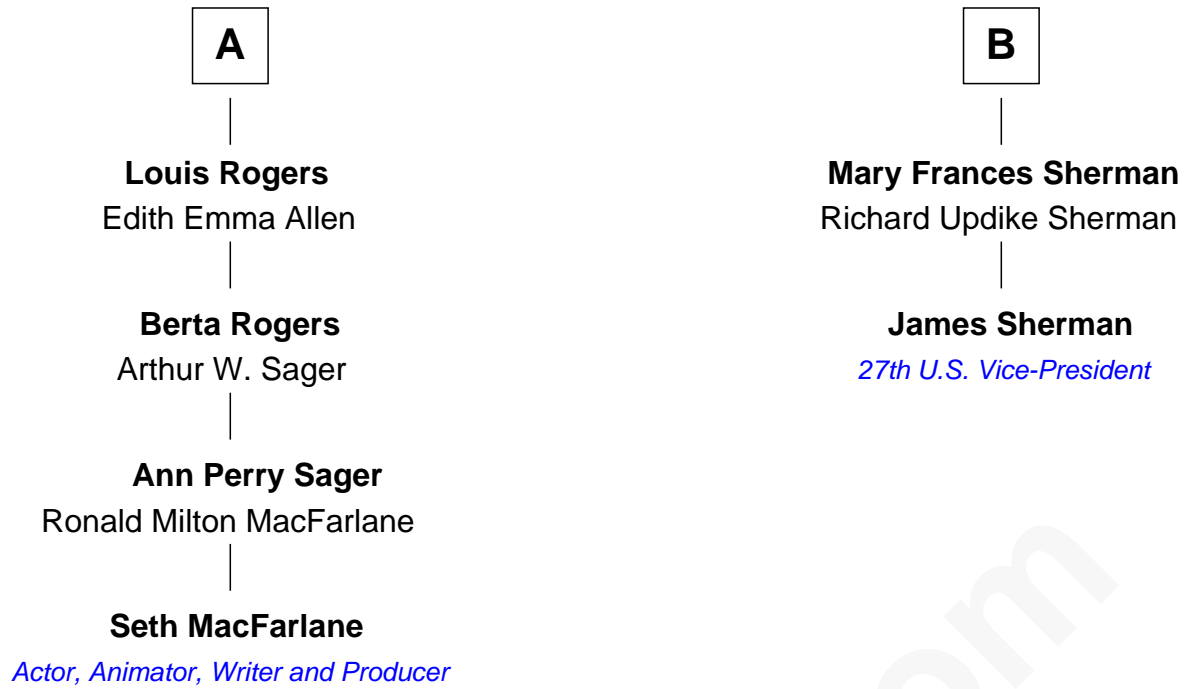 A
Louis Rogers
Edith Emma Allen
Berta Rogers
Arthur W. Sager
Ann Perry Sager
Ronald Milton MacFarlane
Seth MacFarlane
Actor, Animator, Writer and Producer
B
Mary Frances Sherman
Richard Updike Sherman
James Sherman
27th U.S. Vice-President
om